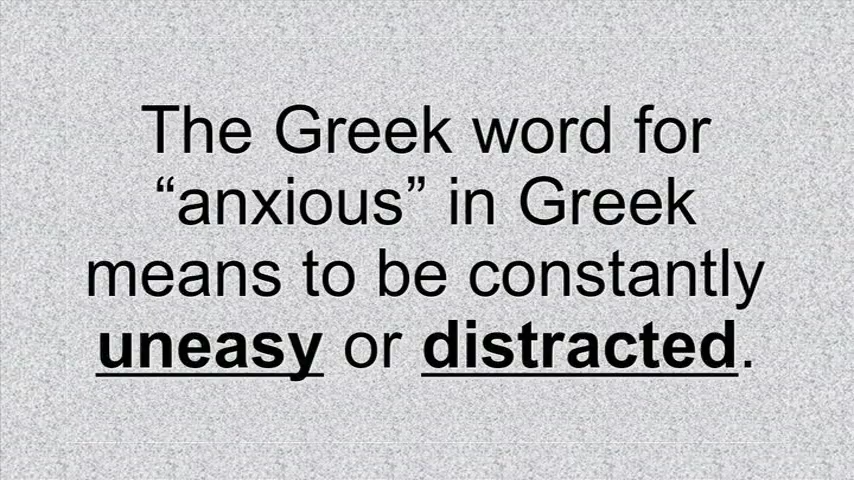 The Greek word for
“anxious” in Greek
means to be constantly
uneasy or distracted.